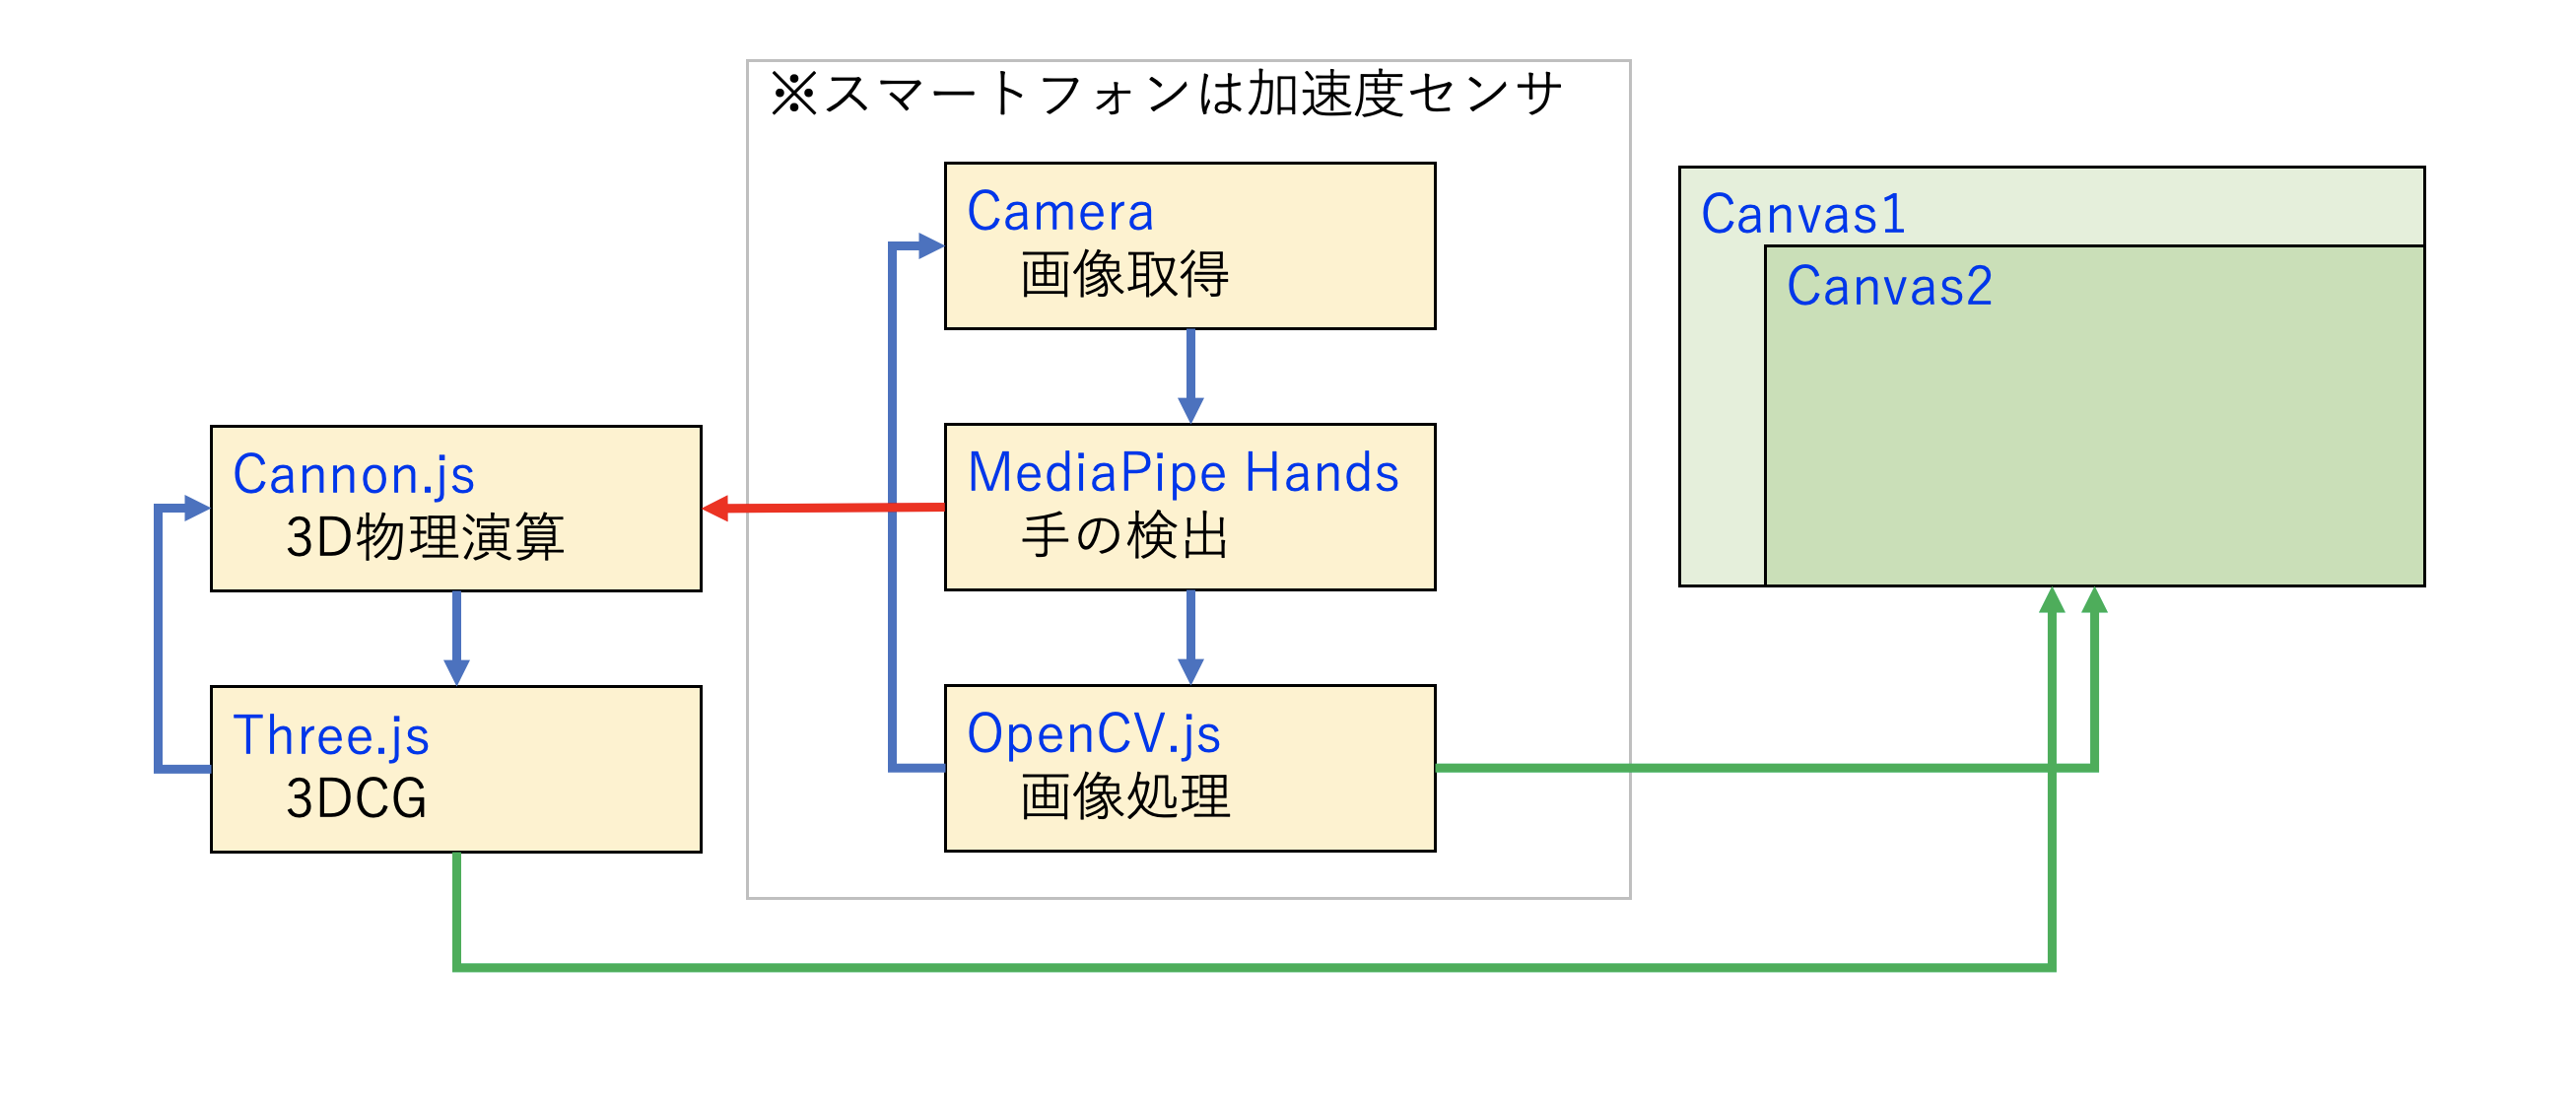 ※スマートフォンは加速度センサ
Camera
画像取得
MediaPipe Hands
手の検出
OpenCV.js
画像処理
Cannon.js
3D物理演算
Three.js
3DCG
Canvas1
Canvas2